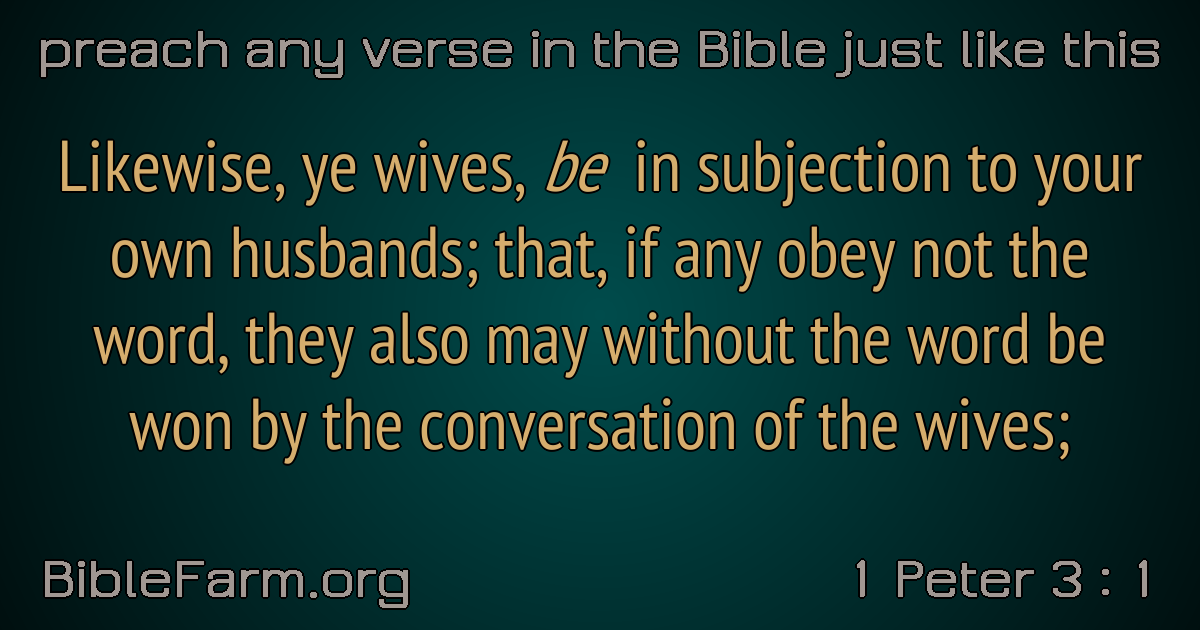 preach any verse in the Bible just like this
Likewise, ye wives, be in subjection to your
own husbands; that, if any obey not the
word, they also may without the word be
won by the conversation of the wives;
BibleFarm.org
1 Peter 3 : 1